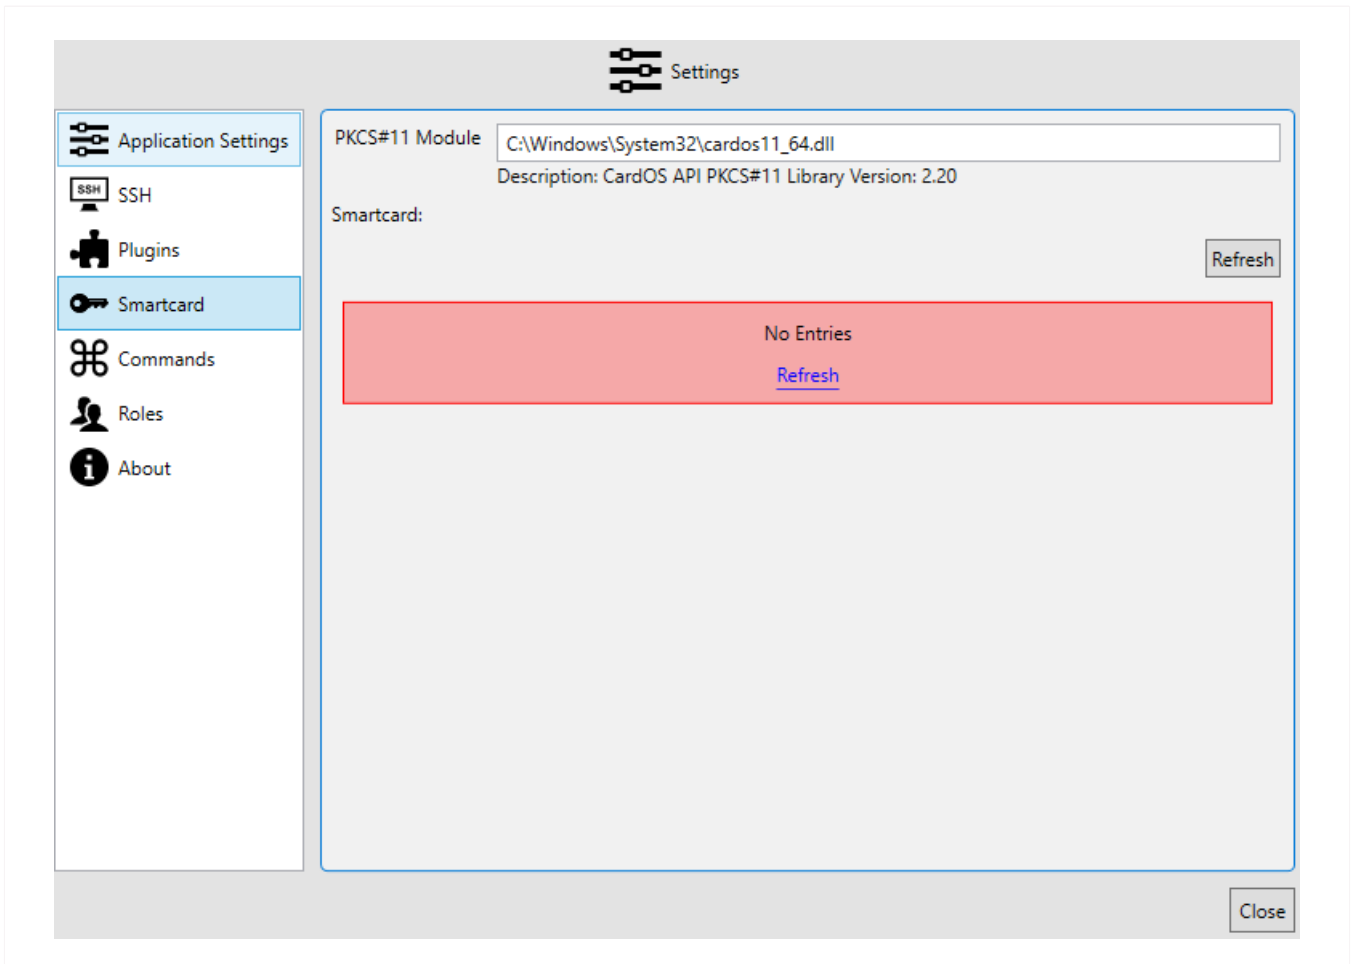 Settings
Application Settings
SSH
SSH
Plugins
Smartcard
Commands
Roles
About
PKCS#11 Module
C:\Windows\System32\cardos11_64.dll
Description: CardOS API PKCS#11 Library Version: 2.20
Smartcard:
Refresh
No Entries
Refresh
Close